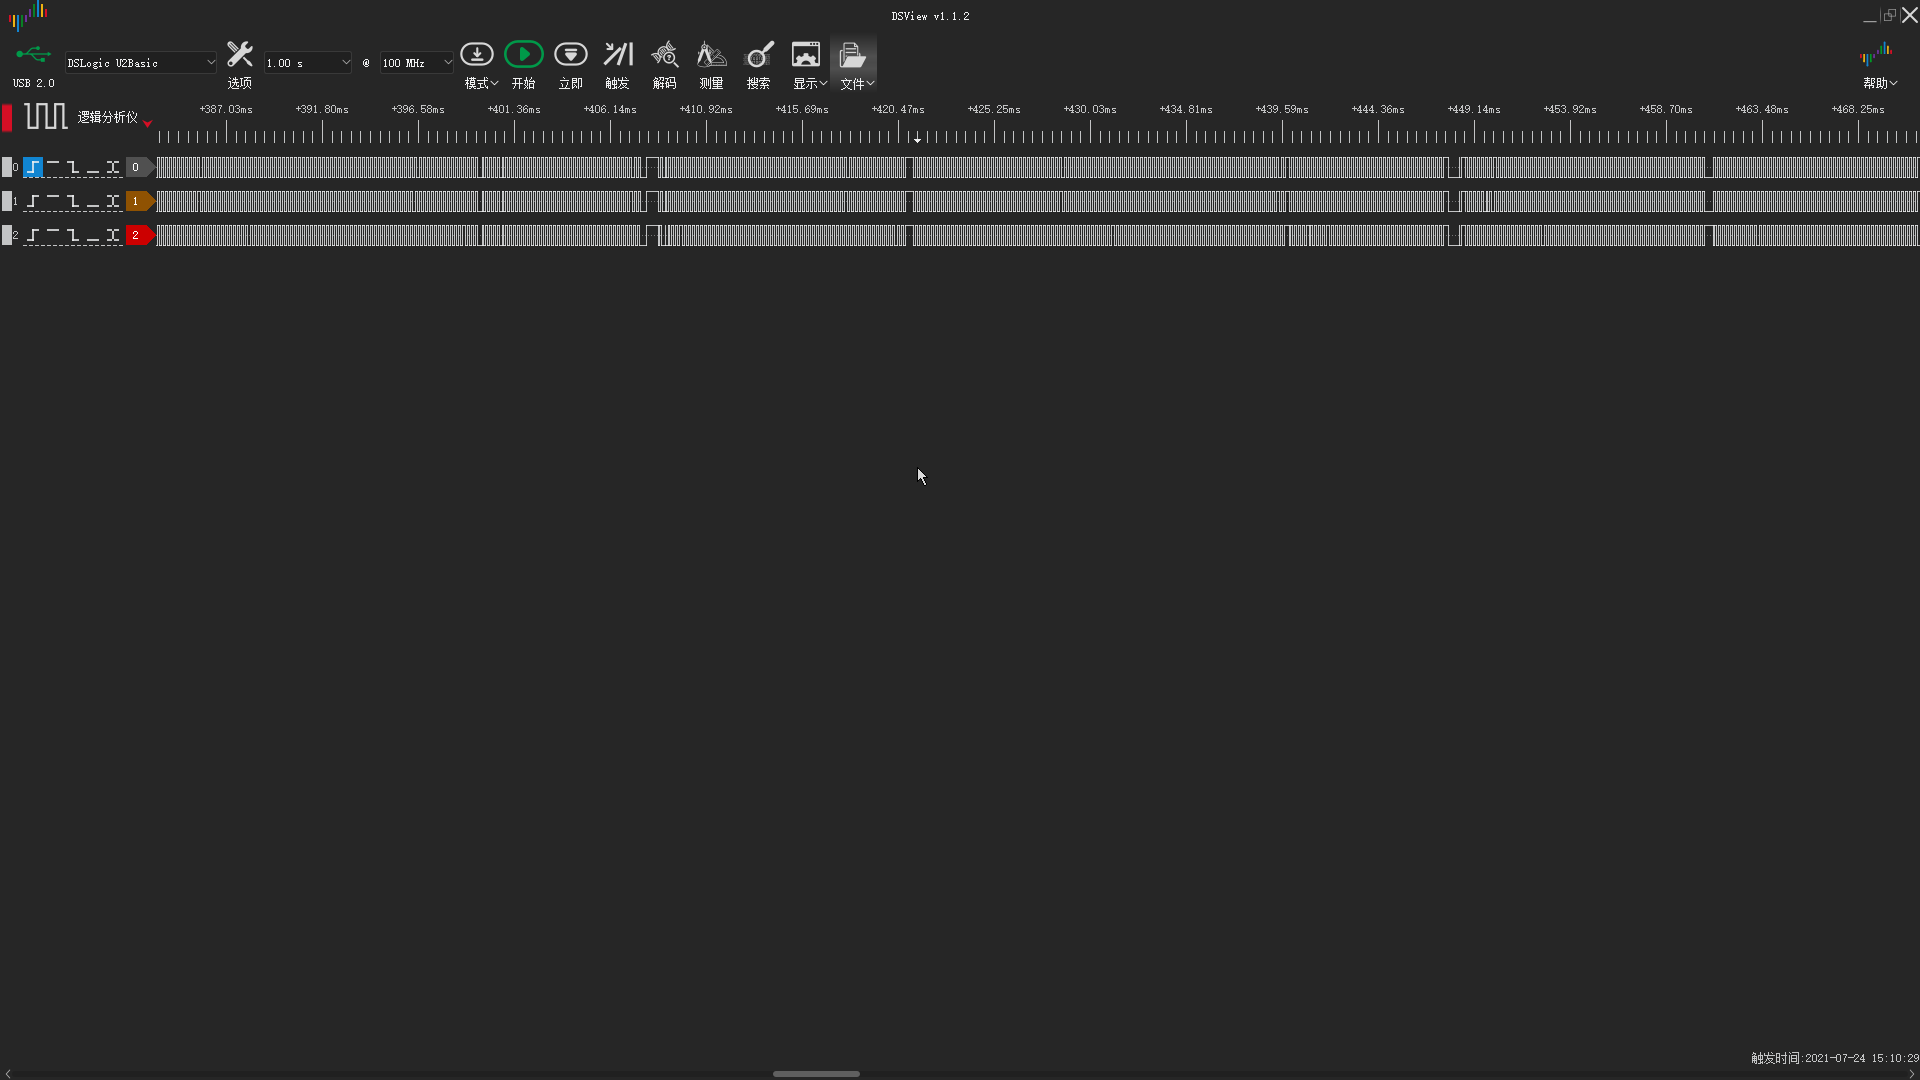 DSView v1.1.2
USB 2.0
DSLogic U2Basic
选项
1.00 s
@
100 MHz
模式
开始
立即
触发
解码
测量
搜索
显示
文件
帮助
逻辑分析仪
+387.03ms +391.80ms +396.58ms +401.36ms +406.14ms +410.92ms +415.69ms +420.47ms +425.25ms +430.03ms +434.81ms +439.59ms +444.36ms +449.14ms +453.92ms +458.70ms +463.48ms +468.25ms
0 0
1 1
2 2
触发时间:2021-07-24 15:10:29